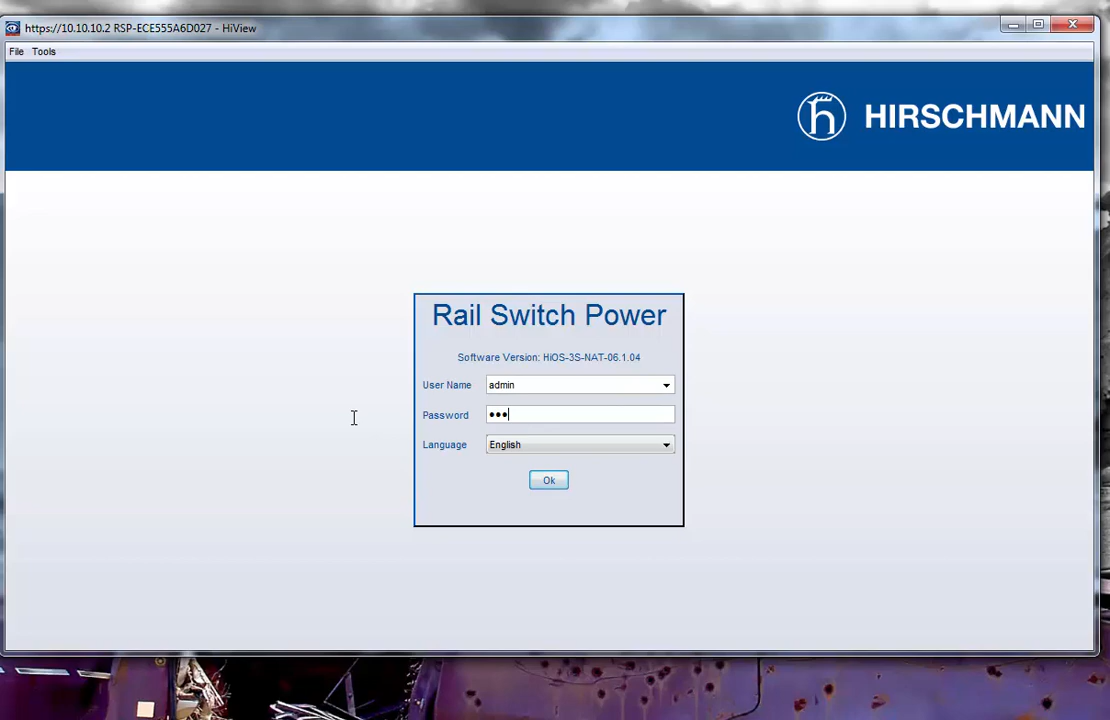 https://10.10.10.2 RSP-ECE555A6D027 - HiView
File Tools
HIRSCHMANN
Rail Switch Power
Software Version: HiOS-3S-NAT-06.1.04
User Name admin
Password •••
Language English
Ok